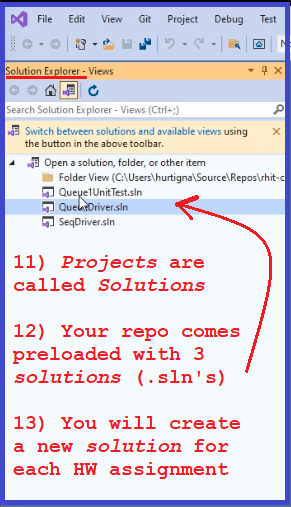 File Edit View Git Project Debug Test
Solution Explorer - Views
Search Solution Explorer - Views (Ctrl+;)
Switch between solutions and available views using
the button in the above toolbar.
Open a solution, folder, or other item
Folder View (C:\Users\hurtigna\Source\Repos\rhit-c
Queue1UnitTest.sln
Driver.sln
SeqDriver.sln
11) Projects are
called Solutions
12) Your repo comes
preloaded with 3
solutions (.sln's)
13) You will create
a new solution for
each HW assignment